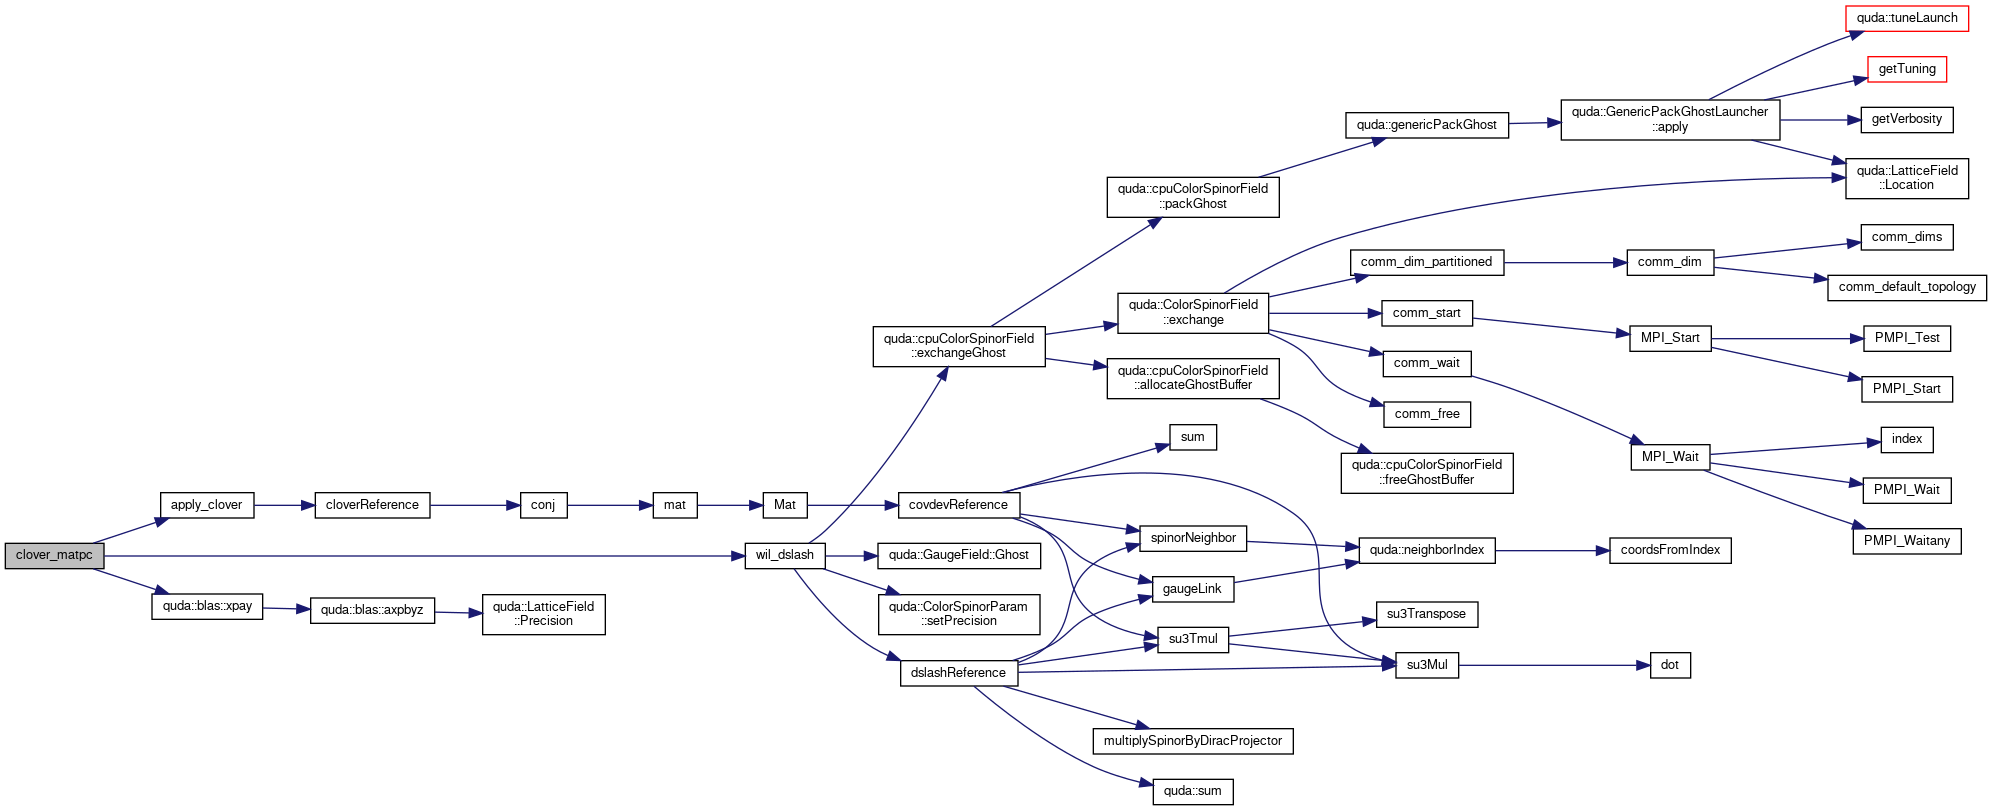 quda::tuneLaunch
getTuning
quda::GenericPackGhostLauncher
::apply
getVerbosity
quda::genericPackGhost
quda::LatticeField
::Location
quda::cpuColorSpinorField
::packGhost
comm_dims
comm_dim_partitioned
comm_dim
comm_default_topology
quda::ColorSpinorField
::exchange
comm_start
quda::cpuColorSpinorField
::exchangeGhost
MPI_Start
PMPI_Test
comm_wait
quda::cpuColorSpinorField
::allocateGhostBuffer
PMPI_Start
comm_free
sum
index
MPI_Wait
quda::cpuColorSpinorField
::freeGhostBuffer
PMPI_Wait
apply_clover
cloverReference
conj
mat
Mat
covdevReference
spinorNeighbor
PMPI_Waitany
clover_matpc
wil_dslash
quda::GaugeField::Ghost
quda::neighborIndex
coordsFromIndex
gaugeLink
quda::blas::xpay
quda::blas::axpbyz
quda::LatticeField
::Precision
quda::ColorSpinorParam
::setPrecision
su3Transpose
su3Tmul
dslashReference
su3Mul
dot
multiplySpinorByDiracProjector
quda::sum